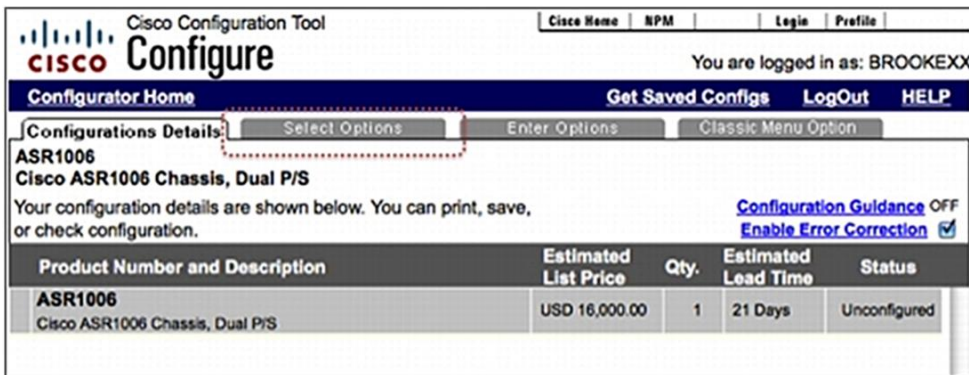 Cisco Configuration Tool
Cisco Home NPM Login Profile
CISCO Configure
You are logged in as: BROOKEXX
Configurator Home Get Saved Configs LogOut HELP
Configurations Details Select Options Enter Options Classic Menu Option
ASR1006
Cisco ASR1006 Chassis, Dual P/S
Your configuration details are shown below. You can print, save,
or check configuration.
Configuration Guidance OFF
Enable Error Correction
Product Number and Description Estimated List Price Qty. Estimated Lead Time Status
ASR1006
Cisco ASR1006 Chassis, Dual P/S
USD 16,000.00 1 21 Days Unconfigured